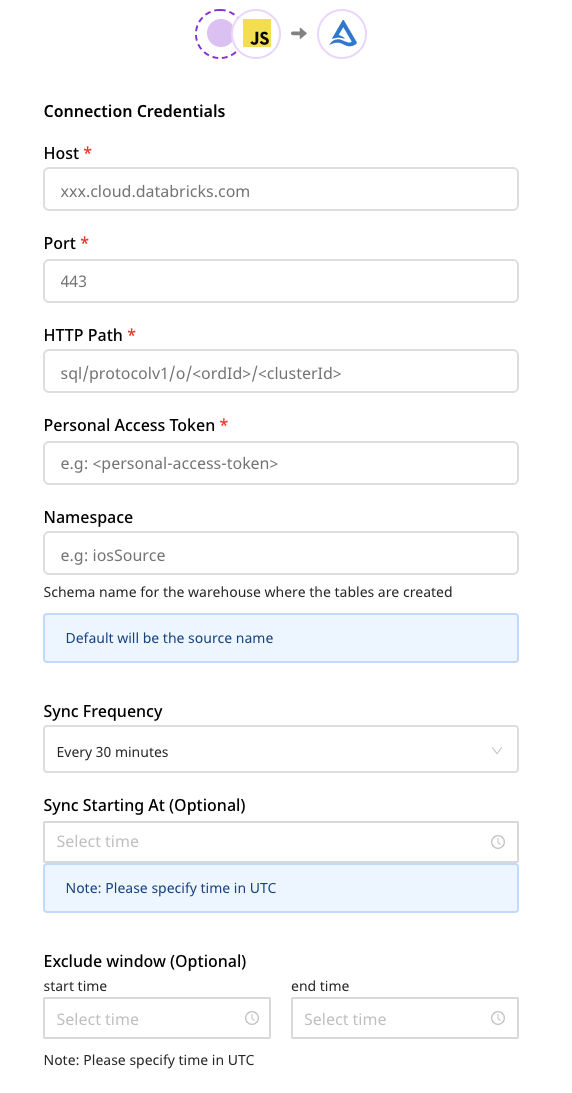 JS
Connection Credentials
Host *
xxx.cloud.databricks.com
Port *
443
HTTP Path *
sql/protocolv1/o/<ordId>/<clusterId>
Personal Access Token *
e.g: <personal-access-token>
Namespace
e.g: iosSource
Schema name for the warehouse where the tables are created
Default will be the source name
Sync Frequency
Every 30 minutes
Sync Starting At (Optional)
Select time
Note: Please specify time in UTC
Exclude window (Optional)
start time end time
Select time Select time
Note: Please specify time in UTC